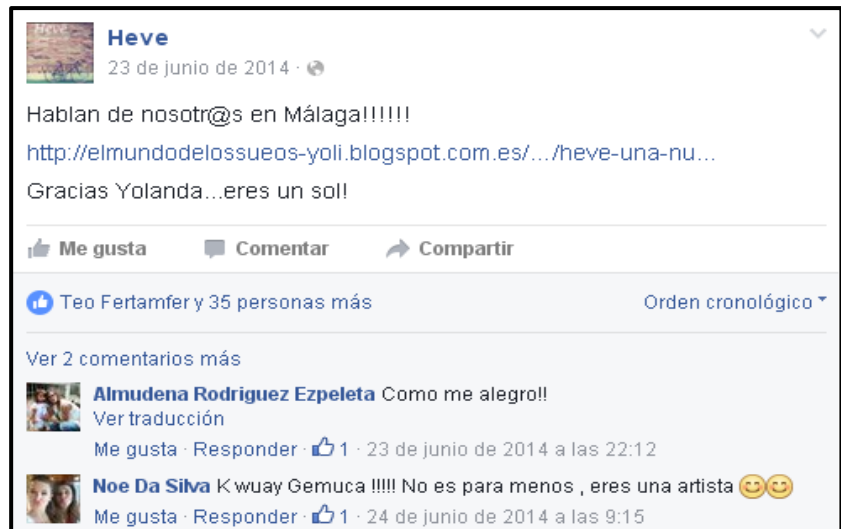 Heve
23 de junio de 2014 ·
Hablan de nosotr@s en Málaga!!!!!!
http://elmundodelossueos-yoli.blogspot.com.es/.../heve-una-nu...
Gracias Yolanda...eres un sol!
Me gusta Comentar Compartir
Teo Fertamfer y 35 personas más Orden cronológico
Ver 2 comentarios más
Almudena Rodriguez Ezpeleta Como me alegro!!
Ver traducción
Me gusta · Responder · 1 · 23 de junio de 2014 a las 22:12
Noe Da Silva K wuay Gemuca !!!!! No es para menos , eres una artista 😊😊
Me gusta · Responder · 1 · 24 de junio de 2014 a las 9:15